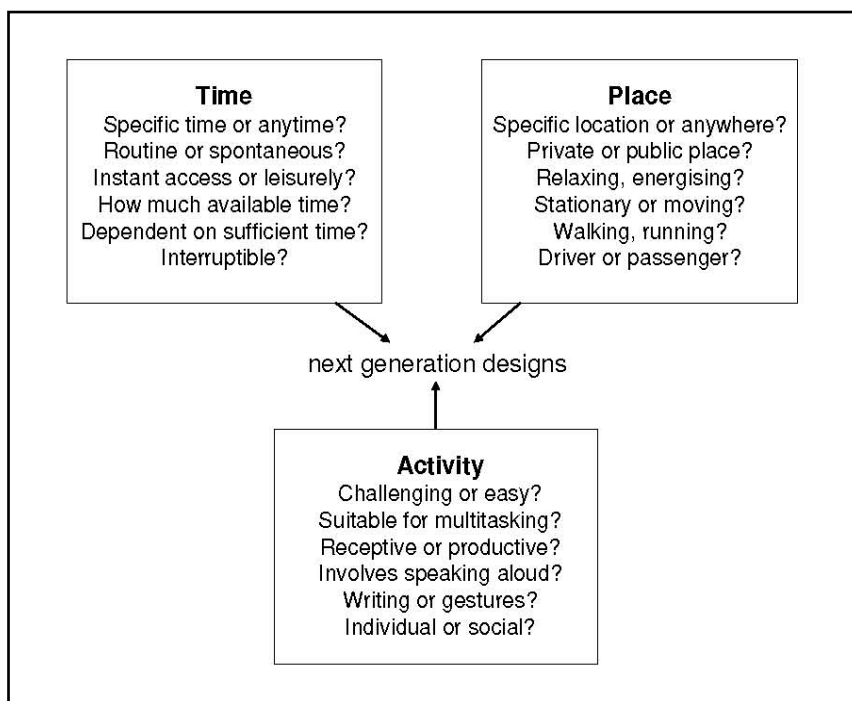 Time
Specific time or anytime?
Routine or spontaneous?
Instant access or leisurely?
How much available time?
Dependent on sufficient time?
Interruptible?
Place
Specific location or anywhere?
Private or public place?
Relaxing, energising?
Stationary or moving?
Walking, running?
Driver or passenger?
next generation designs
Activity
Challenging or easy?
Suitable for multitasking?
Receptive or productive?
Involves speaking aloud?
Writing or gestures?
Individual or social?